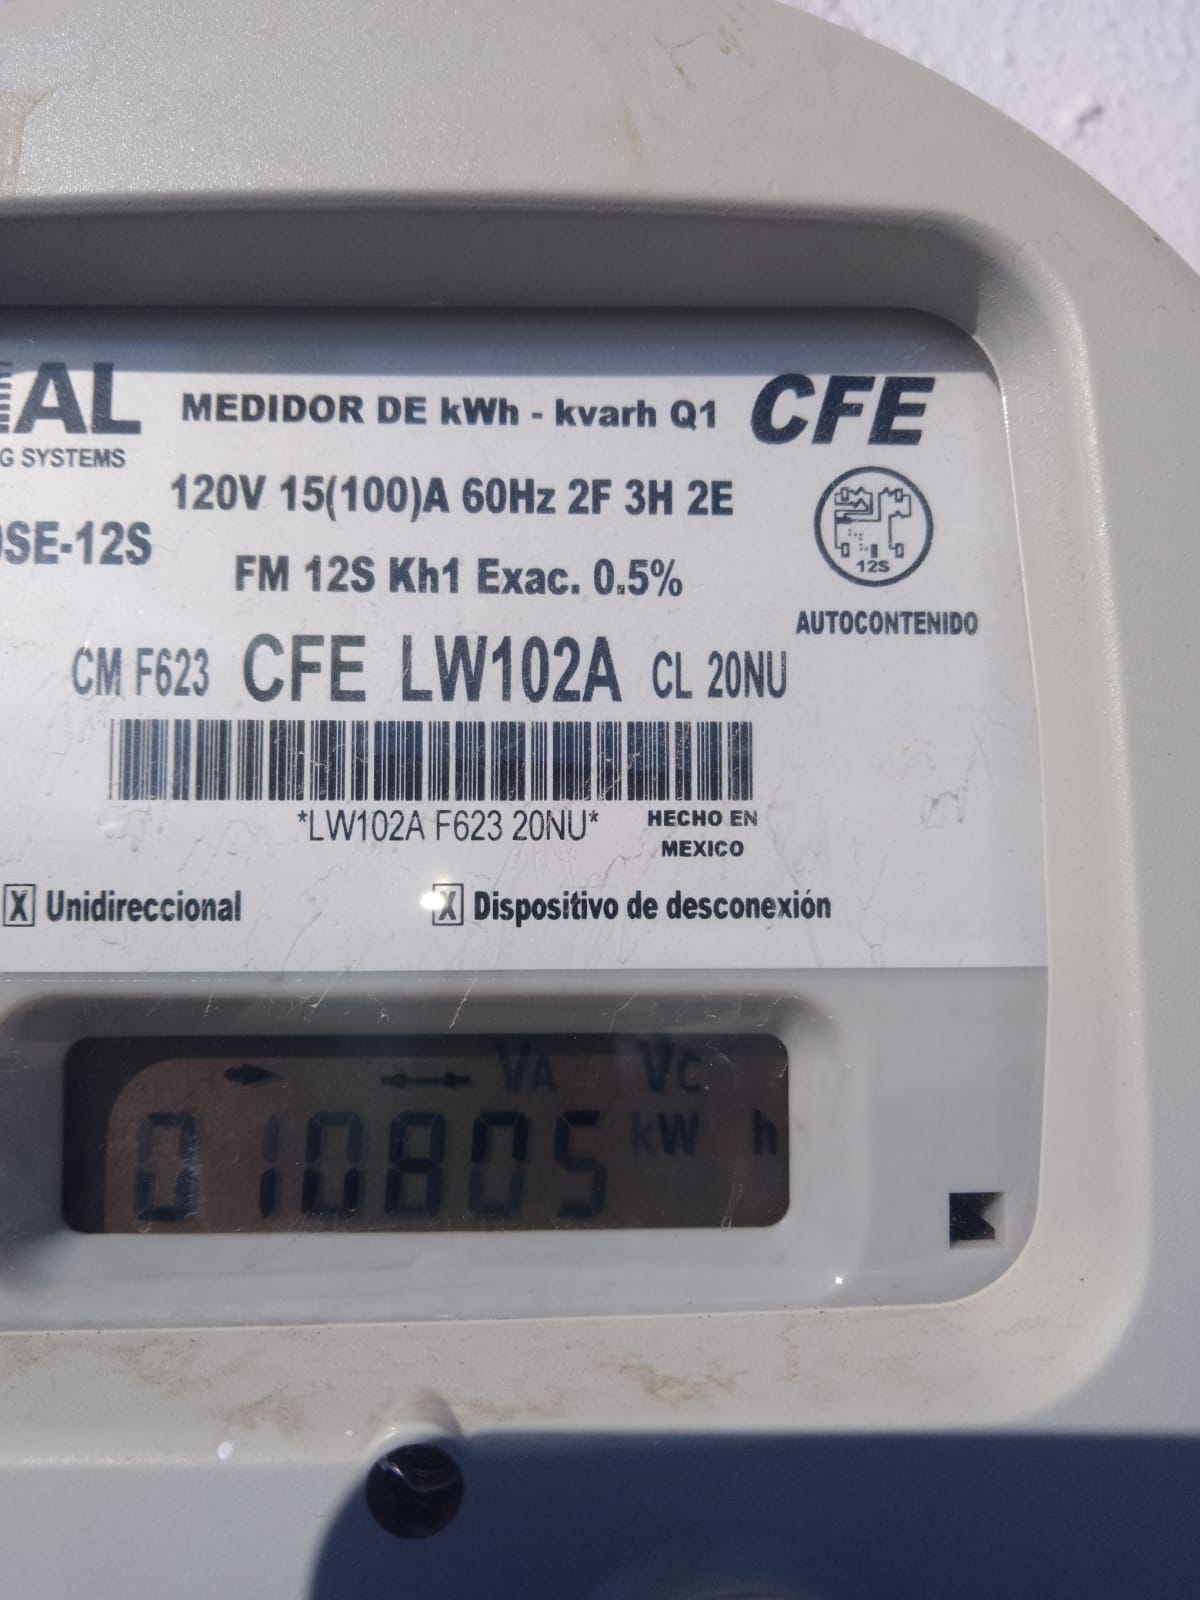 EAL MEDIDOR DE kWh - kvarh Q1 CFE
G SYSTEMS
120V 15(100)A 60Hz 2F 3H 2E
SE-12S
FM 12S Kh1 Exac. 0.5%
12S
AUTOCONTENIDO
CM F623 CFE LW102A CL 20NU
*LW102A F623 20NU*
HECHO EN
MEXICO
X Unidireccional X Dispositivo de desconexión
VA VC
010805 kW h